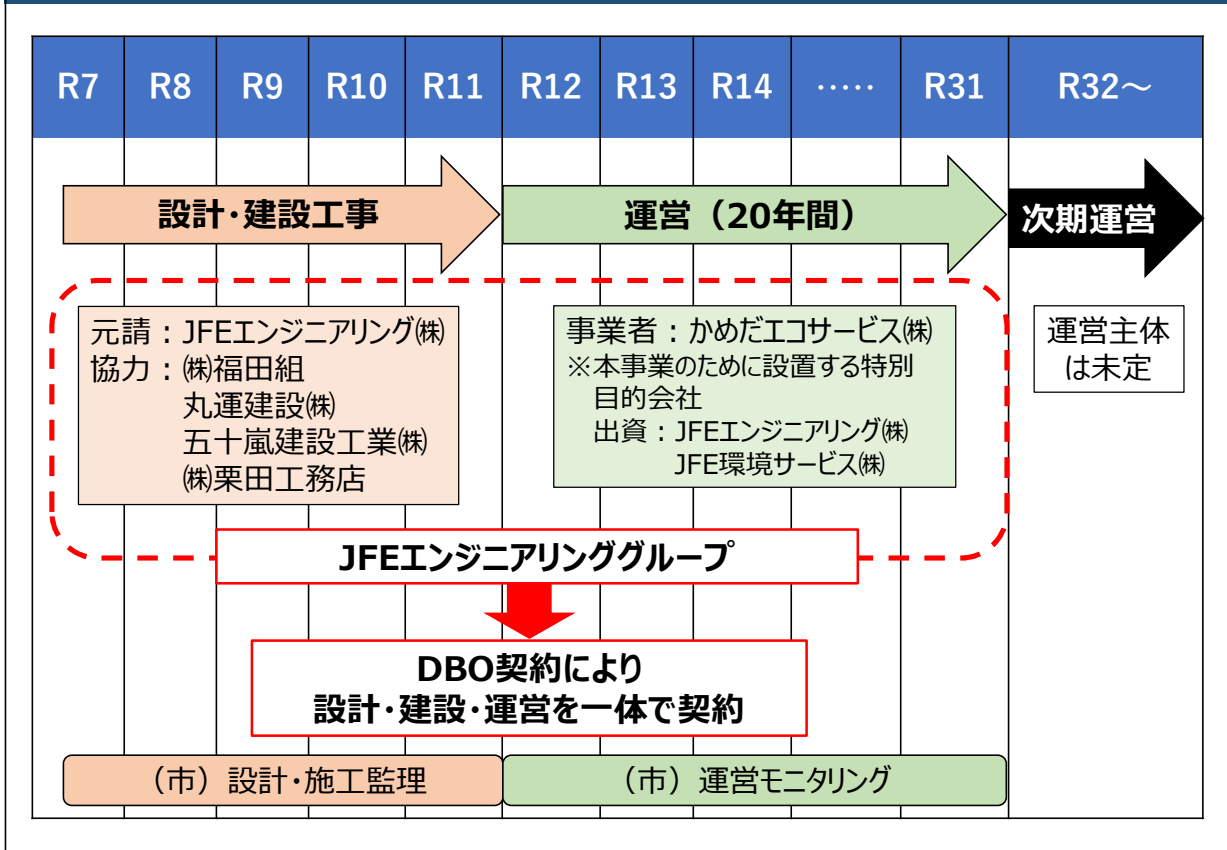 R7 R8 R9 R10 R11 R12 R13 R14 ····· R31 R32～
設計・建設工事
運営（20年間）
次期運営
元請：JFEエンジニアリング㈱
協力：㈱福田組
丸運建設㈱
五十嵐建設工業㈱
㈱栗田工務店
事業者：かめだエコサービス㈱
※本事業のために設置する特別
目的会社
出資：JFEエンジニアリング㈱
JFE環境サービス㈱
運営主体
は未定
JFEエンジニアリンググループ
DBO契約により
設計・建設・運営を一体で契約
（市）設計・施工監理
（市）運営モニタリング